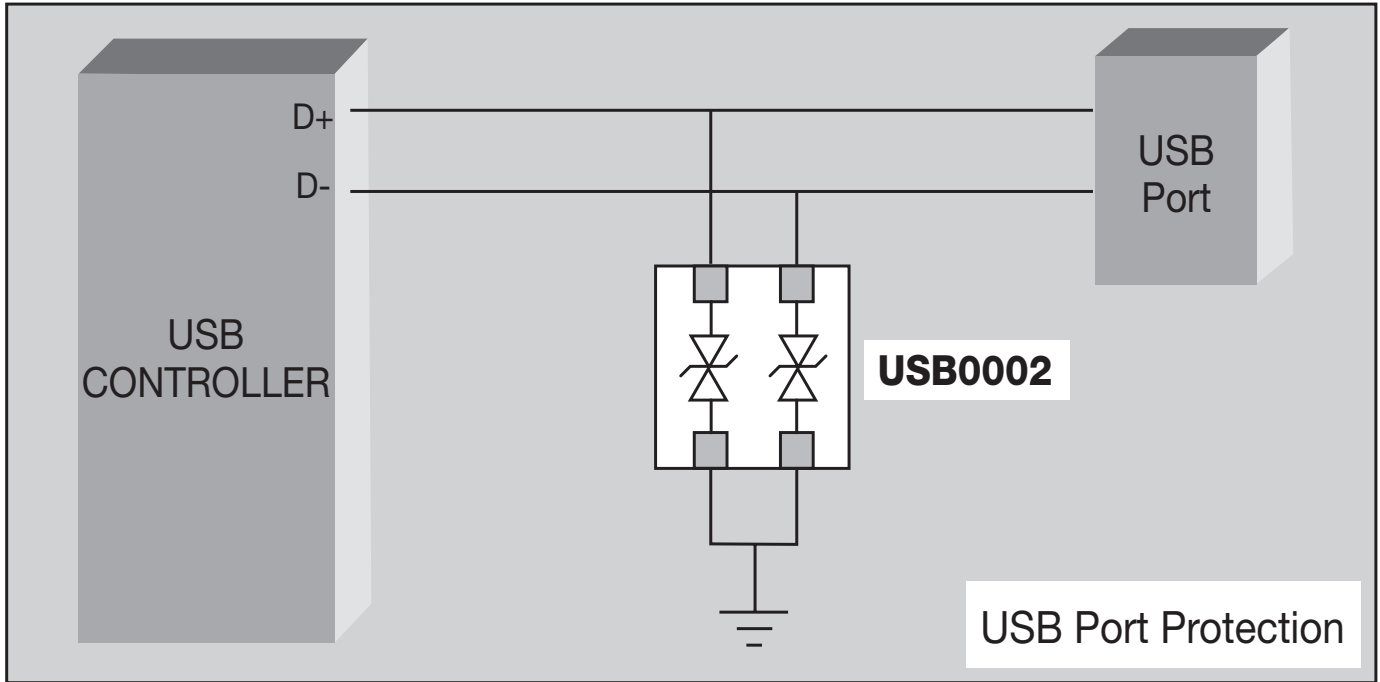 D+
D-
USB
CONTROLLER
USB
Port
USB0002
USB Port Protection